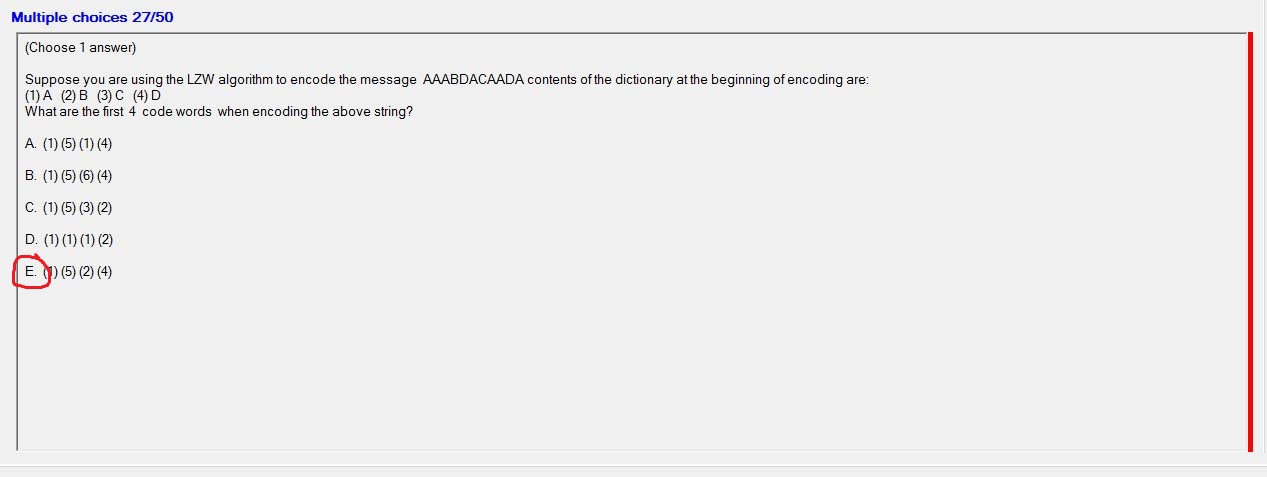 Multiple choices 27/50
(Choose 1 answer)
Suppose you are using the LZW algorithm to encode the message AAABDACAADA contents of the dictionary at the beginning of encoding are:
(1) A (2) B (3) C (4) D
What are the first 4 code words when encoding the above string?
A. (1) (5) (1) (4)
B. (1) (5) (6) (4)
C. (1) (5) (3) (2)
D. (1) (1) (1) (2)
E. (1) (5) (2) (4)